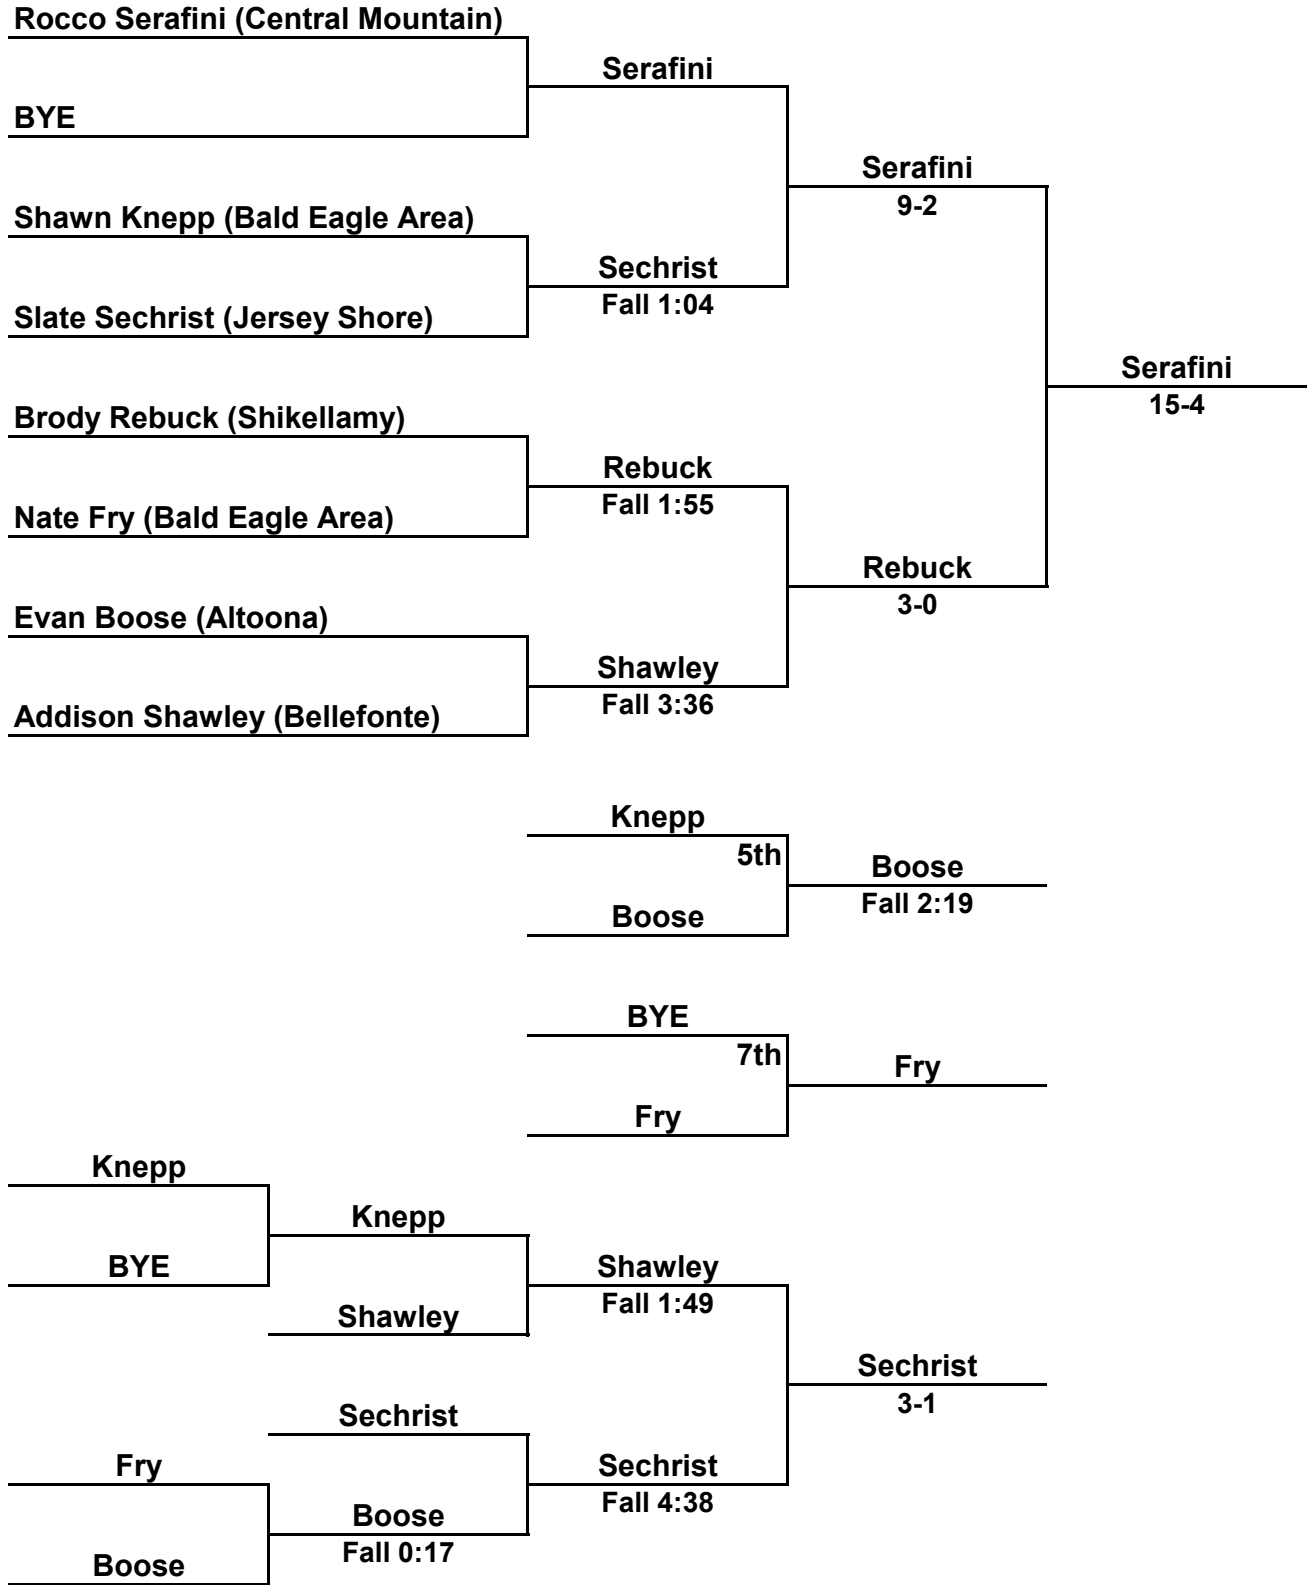 Rocco Serafini (Central Mountain)
Serafini
BYE
Serafini
9-2
Shawn Knepp (Bald Eagle Area)
Sechrist
Fall 1:04
Slate Sechrist (Jersey Shore)
Serafini
15-4
Brody Rebuck (Shikellamy)
Rebuck
Fall 1:55
Nate Fry (Bald Eagle Area)
Rebuck
3-0
Evan Boose (Altoona)
Shawley
Fall 3:36
Addison Shawley (Bellefonte)
Knepp
5th
Boose
Fall 2:19
Boose
BYE
7th
Fry
Fry
Knepp
Knepp
BYE
Shawley
Fall 1:49
Shawley
Sechrist
3-1
Sechrist
Fry
Sechrist
Fall 4:38
Boose
Fall 0:17
Boose